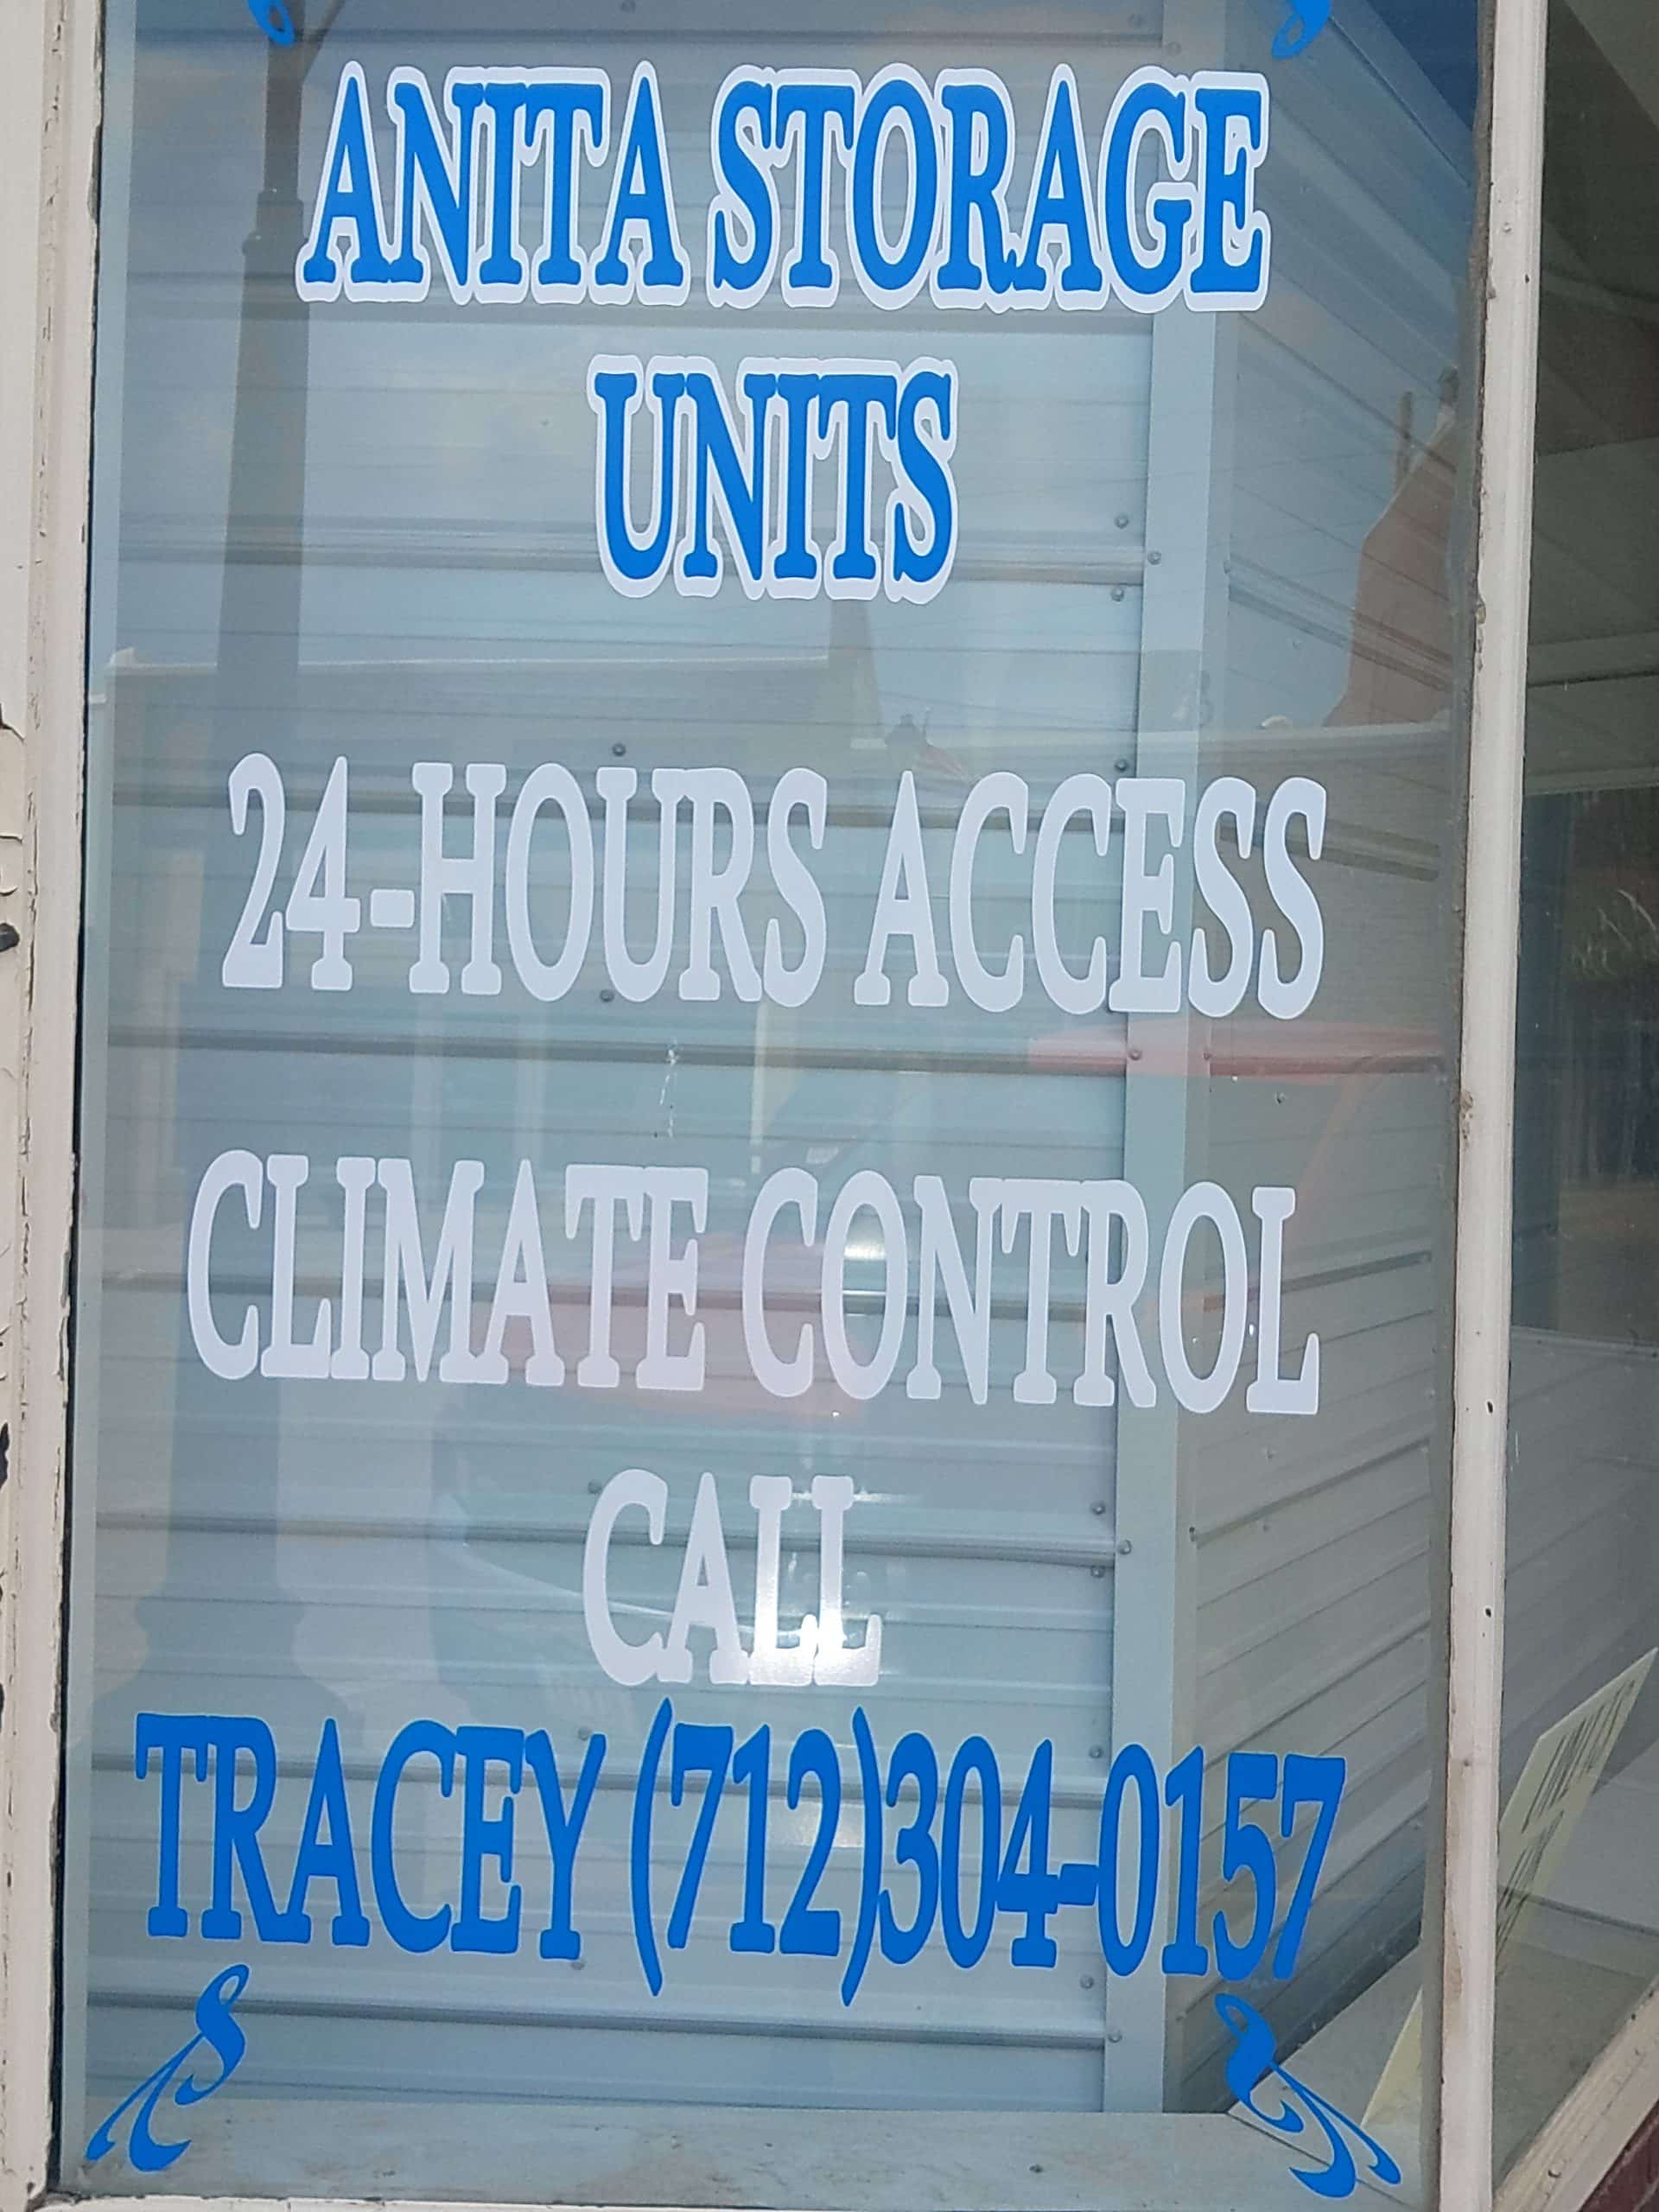 ANITA STORAGE
UNITS
24-HOURS ACCESS
CLIMATE CONTROL
CALL
TRACEY (712)304-0157